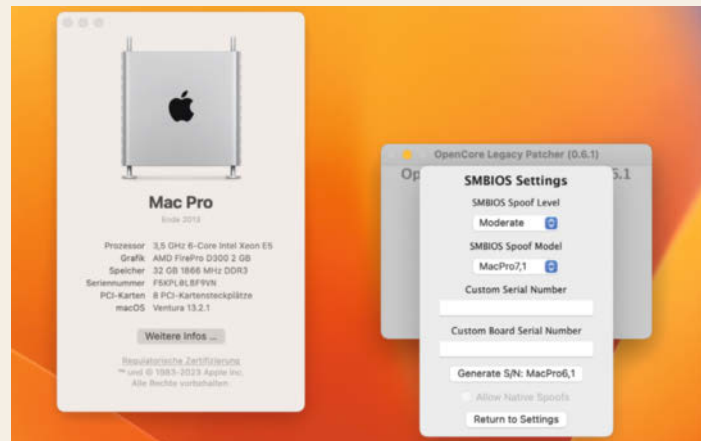 Mac Pro
Ende 2013
Prozessor 3,5 GHz 6-Core Intel Xeon E5
Grafik AMD FirePro D300 2 GB
Speicher 32 GB 1866 MHz DDR3
Seriennummer
PCI-Karten 8 PCI-Kartensteckplätze
macOS Ventura 13.2.1
Weitere Infos ...
Regulatorische Zertifizierung
™ und © 1983-2023 Apple Inc.
Alle Rechte vorbehalten
OpenCore Legacy Patcher (0.6.1)
SMBIOS Settings
SMBIOS Spoof Level
Moderate
SMBIOS Spoof Model
MacPro7,1
Custom Serial Number
Custom Board Serial Number
Generate S/N: MacPro6,1
Allow Native Spoofs
Return to Settings